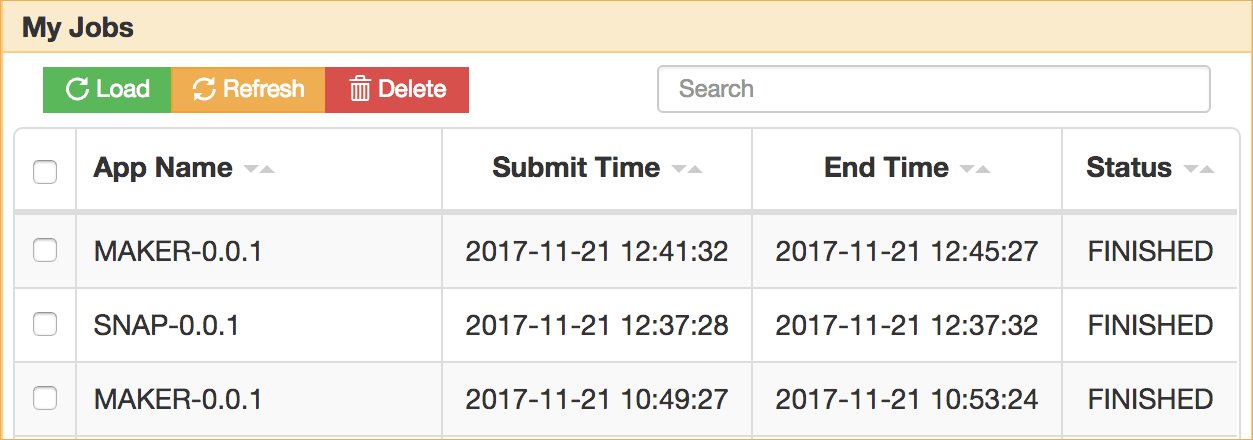 My Jobs
Load Refresh Delete Search
App Name Submit Time End Time Status
MAKER-0.0.1 2017-11-21 12:41:32 2017-11-21 12:45:27 FINISHED
SNAP-0.0.1 2017-11-21 12:37:28 2017-11-21 12:37:32 FINISHED
MAKER-0.0.1 2017-11-21 10:49:27 2017-11-21 10:53:24 FINISHED